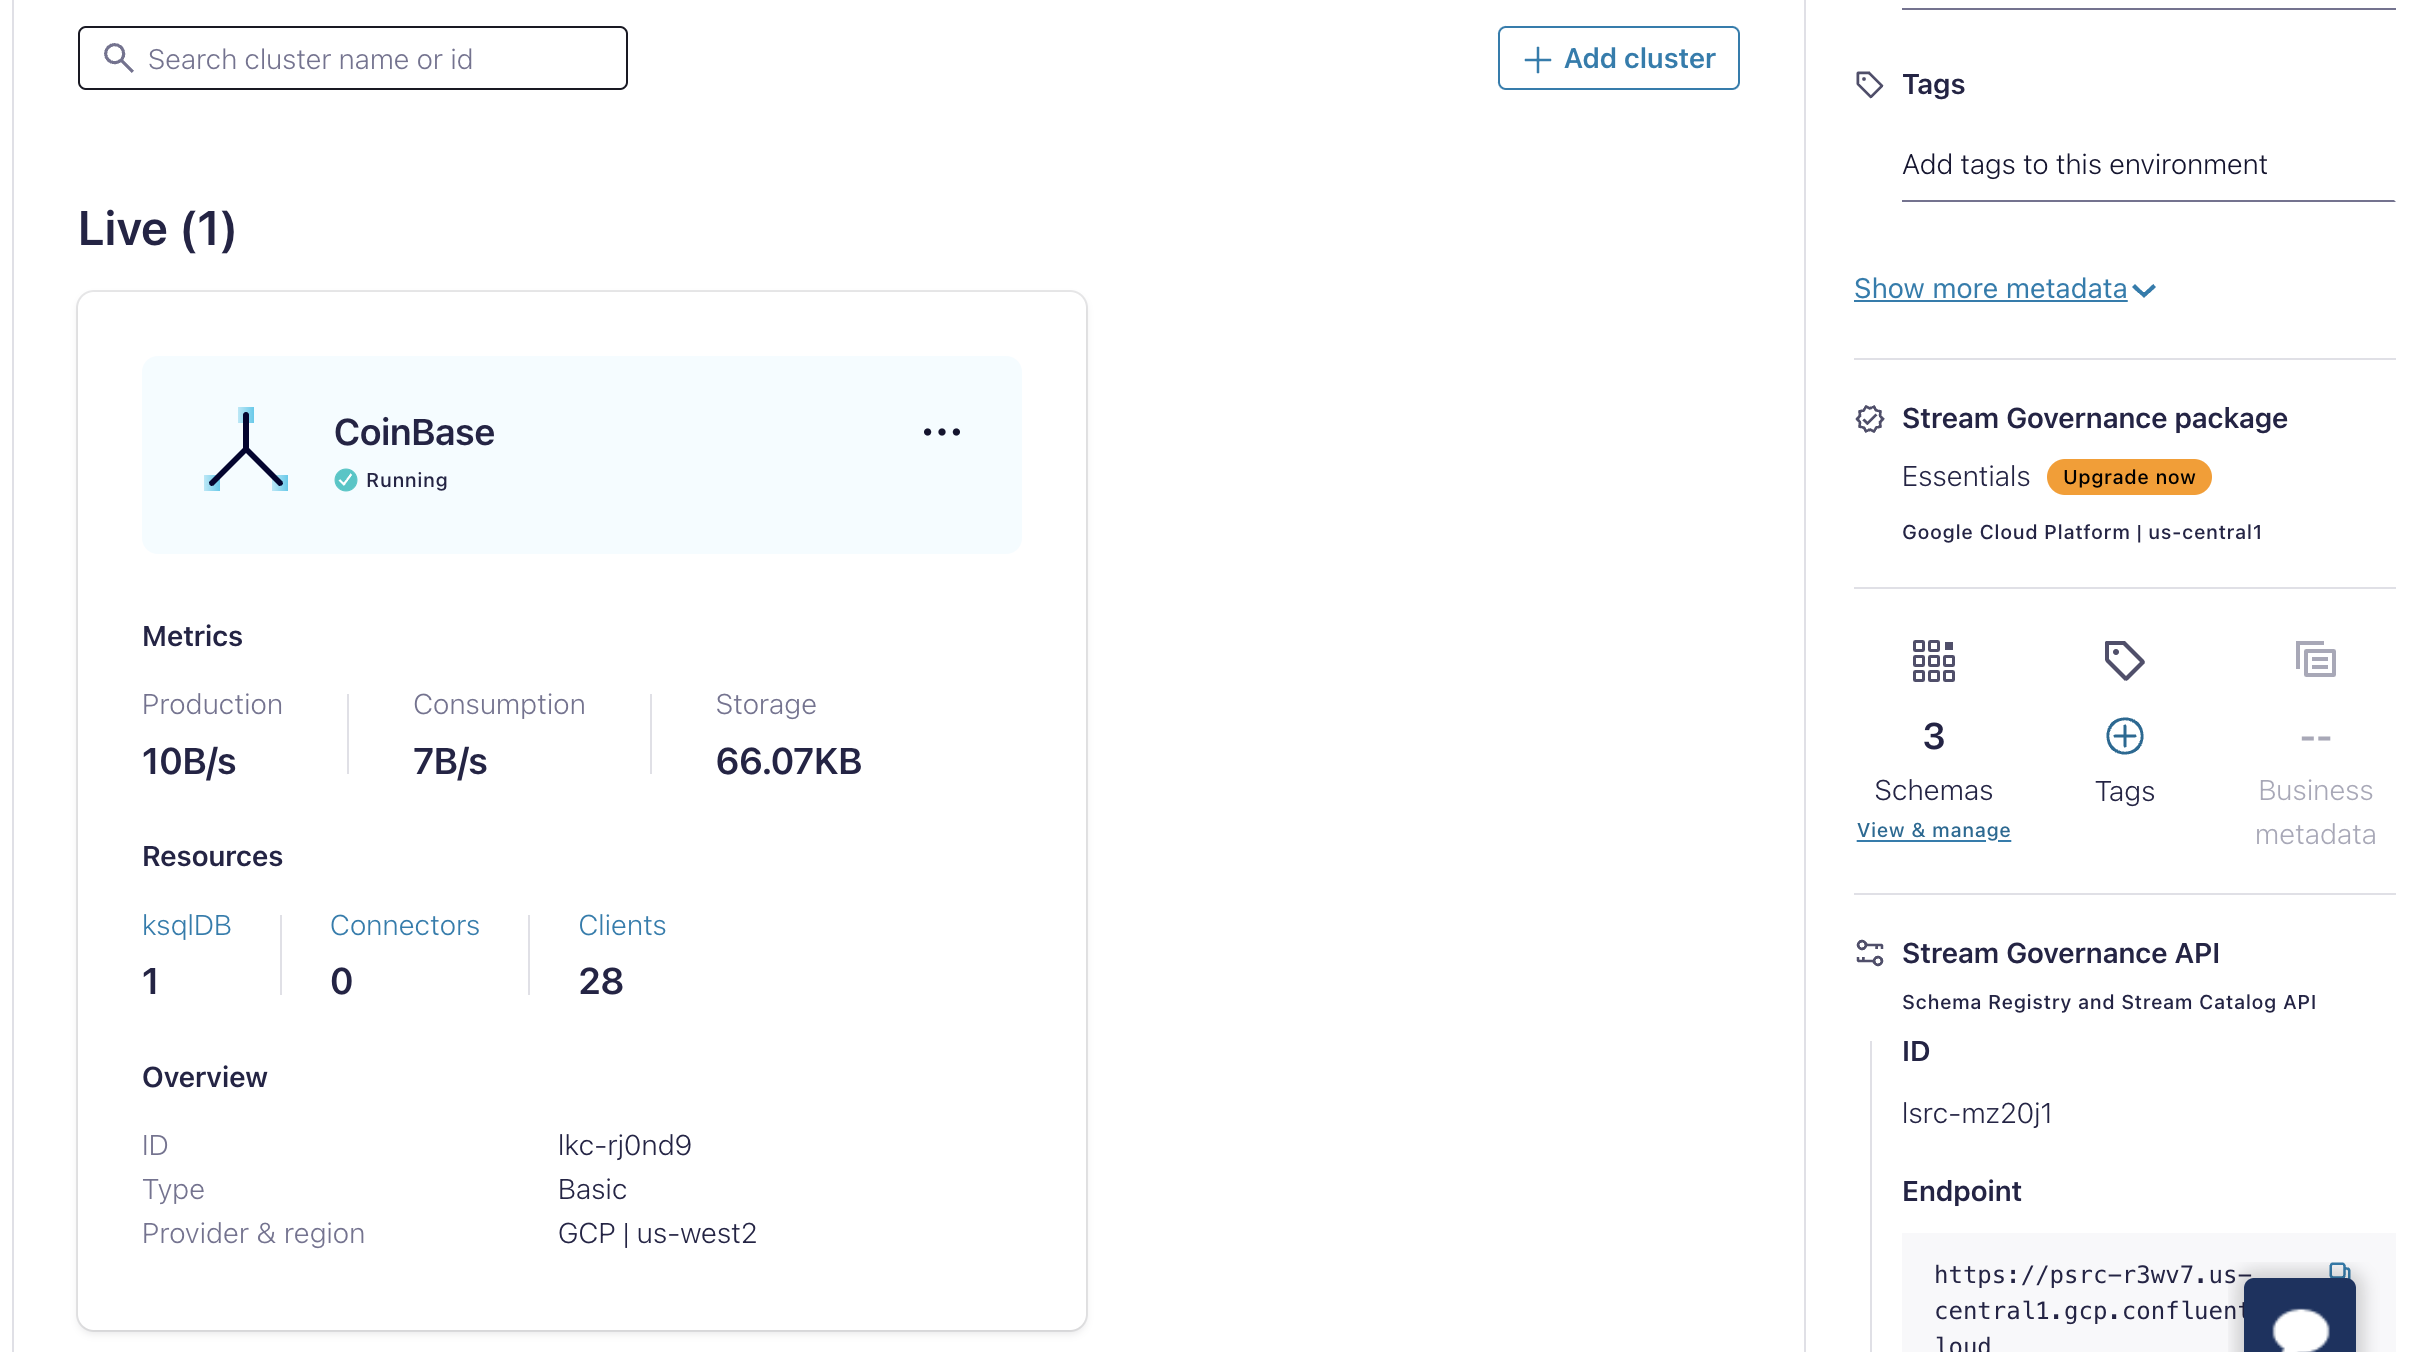 Search cluster name or id
Add cluster
Live (1)
CoinBase
Running
Metrics
Production
Consumption
Storage
10B/s
7B/s
66.07KB
Resources
ksqlDB
Connectors
Clients
1
0
28
Overview
ID
lkc-rj0nd9
Type
Basic
Provider & region
GCP | us-west2
Tags
Add tags to this environment
Show more metadata
Stream Governance package
Essentials
Upgrade now
Google Cloud Platform | us-central1
3
--
Schemas
Tags
Business
metadata
View & manage
Stream Governance API
Schema Registry and Stream Catalog API
ID
lsrc-mz20j1
Endpoint
https://psrc-r3wv7.us-
central1.gcp.confluent
loud